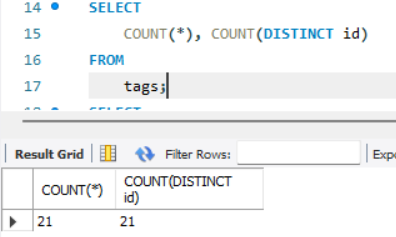 14 SELECT
15 COUNT(*), COUNT(DISTINCT id)
16 FROM
17 tags;
Result Grid Filter Rows: Expo
COUNT(*) COUNT(DISTINCT
id)
21 21